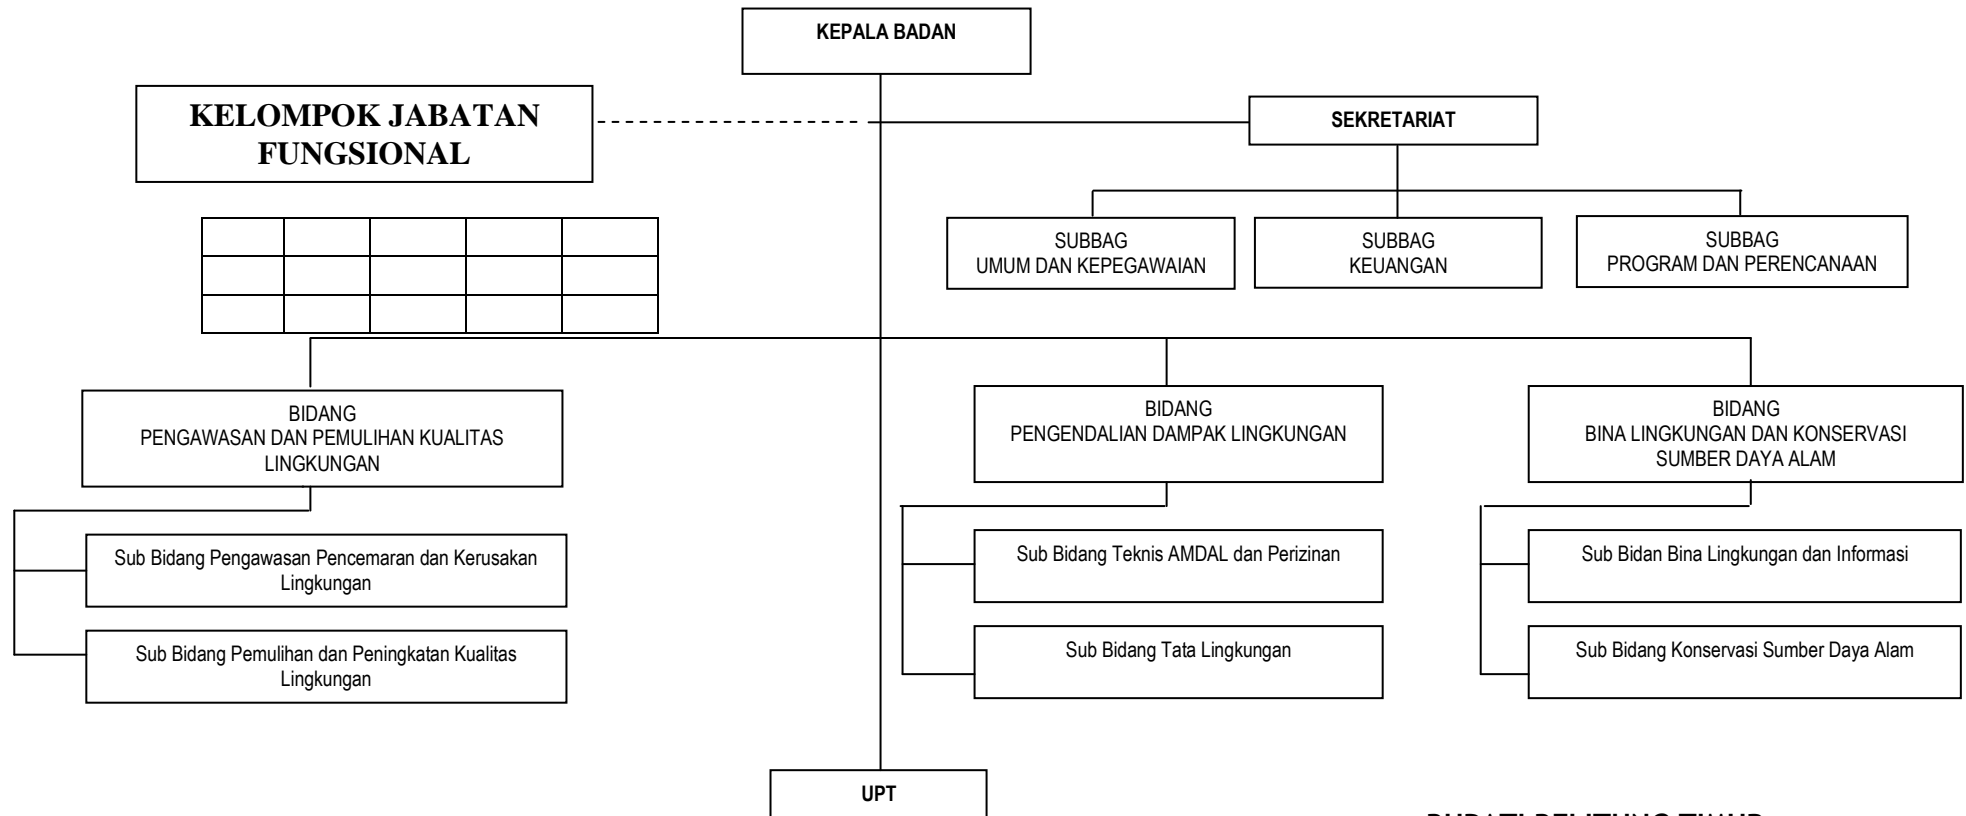 KEPALA BADAN
KELOMPOK JABATAN
FUNGSIONAL
SEKRETARIAT
SUBBAG
UMUM DAN KEPEGAWAIAN
SUBBAG
KEUANGAN
SUBBAG
PROGRAM DAN PERENCANAAN
BIDANG
PENGAWASAN DAN PEMULIHAN KUALITAS
LINGKUNGAN
BIDANG
PENGENDALIAN DAMPAK LINGKUNGAN
BIDANG
BINA LINGKUNGAN DAN KONSERVASI
SUMBER DAYA ALAM
Sub Bidang Pengawasan Pencemaran dan Kerusakan
Lingkungan
Sub Bidang Teknis AMDAL dan Perizinan
Sub Bidan Bina Lingkungan dan Informasi
Sub Bidang Pemulihan dan Peningkatan Kualitas
Lingkungan
Sub Bidang Tata Lingkungan
Sub Bidang Konservasi Sumber Daya Alam
UPT
BUPATI BELITUNG TIMUR